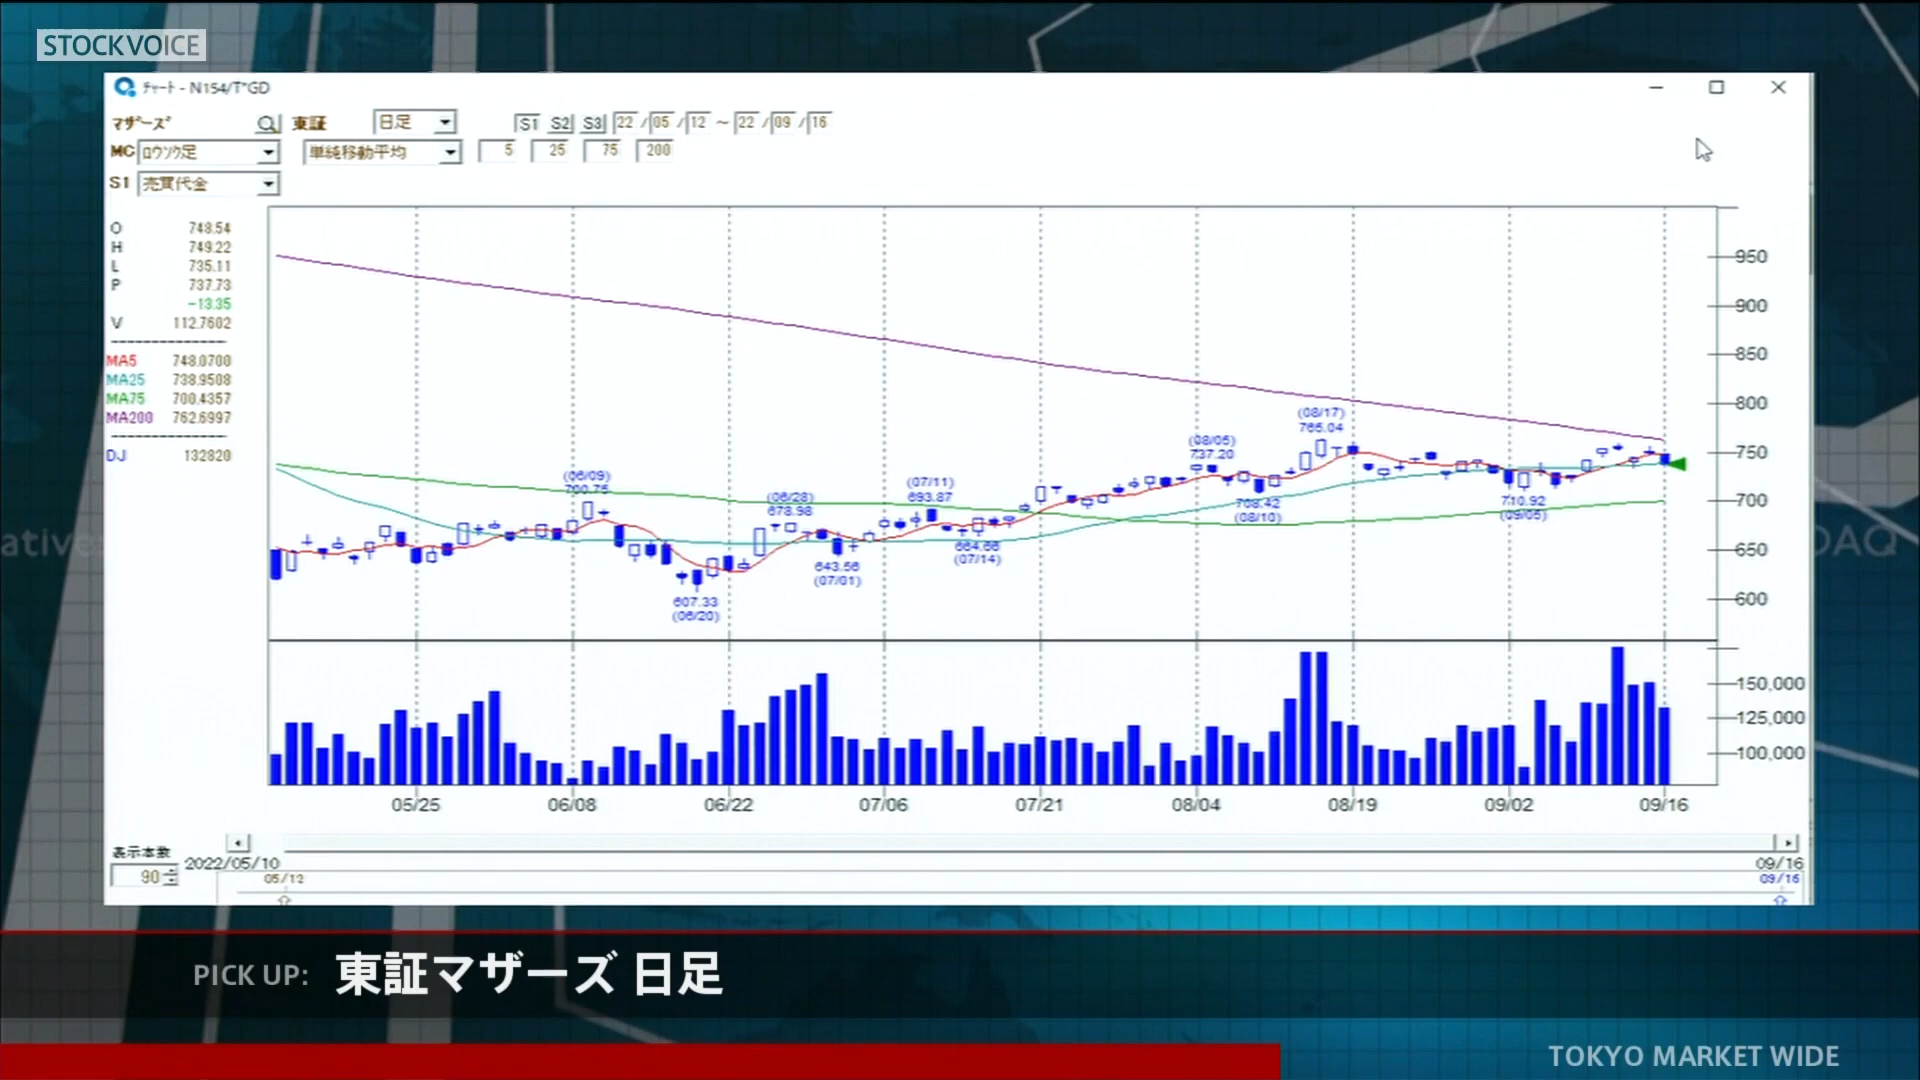 STOCKVOICE
チャート - N154/T*GD
マザーズ 東証 日足 S1 S2 S3 22 /05 /12 ～ 22 /09 /16
MC ロウソク足 単純移動平均 5 25 75 200
S1 売買代金
O 748.54
H 749.22
L 735.11
P 737.73
-13.35
V 112.7602
MA5 748.0700
MA25 738.9508
MA75 700.4357
MA200 762.6997
DJ 132820
950
900
850
800
750
700
650
600
(06/09)
700.75
(06/28)
678.98
(07/11)
693.87
(08/05)
737.20
(08/17)
765.04
607.33
(06/20)
643.56
(07/01)
664.66
(07/14)
708.42
(08/10)
710.92
(09/05)
150,000
125,000
100,000
05/25 06/08 06/22 07/06 07/21 08/04 08/19 09/02 09/16
表示本数
90
2022/05/10 09/16
05/12 09/16
PICK UP: 東証マザーズ 日足
TOKYO MARKET WIDE